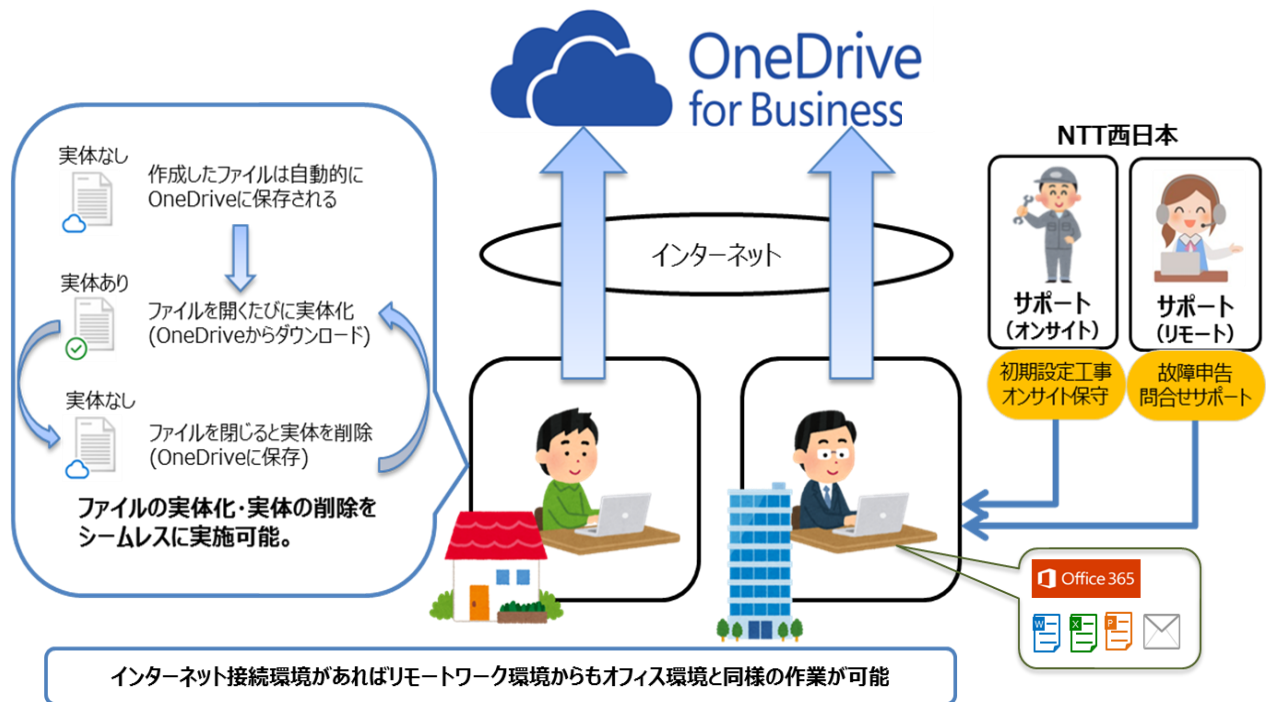 OneDrive
for Business
実体なし
作成したファイルは自動的に
OneDriveに保存される
実体あり
ファイルを開くたびに実体化
(OneDriveからダウンロード)
実体なし
ファイルを閉じると実体を削除
(OneDriveに保存)
ファイルの実体化・実体の削除を
シームレスに実施可能。
インターネット
NTT西日本
サポート
(オンサイト)
サポート
(リモート)
初期設定工事
オンサイト保守
故障申告
問合せサポート
Office 365
W
X
P
インターネット接続環境があればリモートワーク環境からもオフィス環境と同様の作業が可能